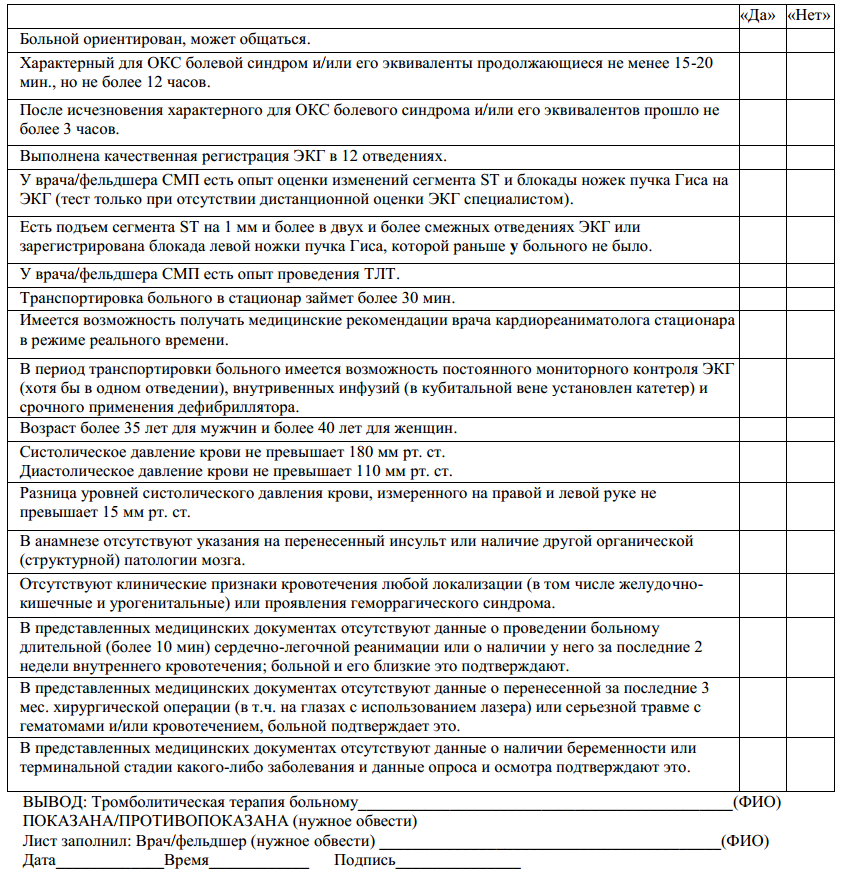 «Да» «Нет»
Больной ориентирован, может общаться.
Характерный для ОКС болевой синдром и/или его эквиваленты продолжающиеся не менее 15-20
мин., но не более 12 часов.
После исчезновения характерного для ОКС болевого синдрома и/или его эквивалентов прошло не
более 3 часов.
Выполнена качественная регистрация ЭКГ в 12 отведениях.
У врача/фельдшера СМП есть опыт оценки изменений сегмента ST и блокады ножек пучка Гиса на
ЭКГ (тест только при отсутствии дистанционной оценки ЭКГ специалистом).
Есть подъем сегмента ST на 1 мм и более в двух и более смежных отведениях ЭКГ или
зарегистрирована блокада левой ножки пучка Гиса, которой раньше у больного не было.
У врача/фельдшера СМП есть опыт проведения ТЛТ.
Транспортировка больного в стационар займет более 30 мин.
Имеется возможность получать медицинские рекомендации врача кардиореаниматолога стационара
в режиме реального времени.
В период транспортировки больного имеется возможность постоянного мониторного контроля ЭКГ
(хотя бы в одном отведении), внутривенных инфузий (в кубитальной вене установлен катетер) и
срочного применения дефибриллятора.
Возраст более 35 лет для мужчин и более 40 лет для женщин.
Систолическое давление крови не превышает 180 мм рт. ст.
Диастолическое давление крови не превышает 110 мм рт. ст.
Разница уровней систолического давления крови, измеренного на правой и левой руке не
превышает 15 мм рт. ст.
В анамнезе отсутствуют указания на перенесенный инсульт или наличие другой органической
(структурной) патологии мозга.
Отсутствуют клинические признаки кровотечения любой локализации (в том числе желудочно-
кишечные и урогенитальные) или проявления геморрагического синдрома.
В представленных медицинских документах отсутствуют данные о проведении больному
длительной (более 10 мин) сердечно-легочной реанимации или о наличии у него за последние 2
недели внутреннего кровотечения; больной и его близкие это подтверждают.
В представленных медицинских документах отсутствуют данные о перенесенной за последние 3
мес. хирургической операции (в т.ч. на глазах с использованием лазера) или серьезной травме с
гематомами и/или кровотечением, больной подтверждает это.
В представленных медицинских документах отсутствуют данные о наличии беременности или
терминальной стадии какого-либо заболевания и данные опроса и осмотра подтверждают это.
ВЫВОД: Тромболитическая терапия больному_____________________________________________(ФИО)
ПОКАЗАНА/ПРОТИВОПОКАЗАНА (нужное обвести)
Лист заполнил: Врач/фельдшер (нужное обвести) _________________________________________(ФИО)
Дата_____________Время____________ Подпись_______________